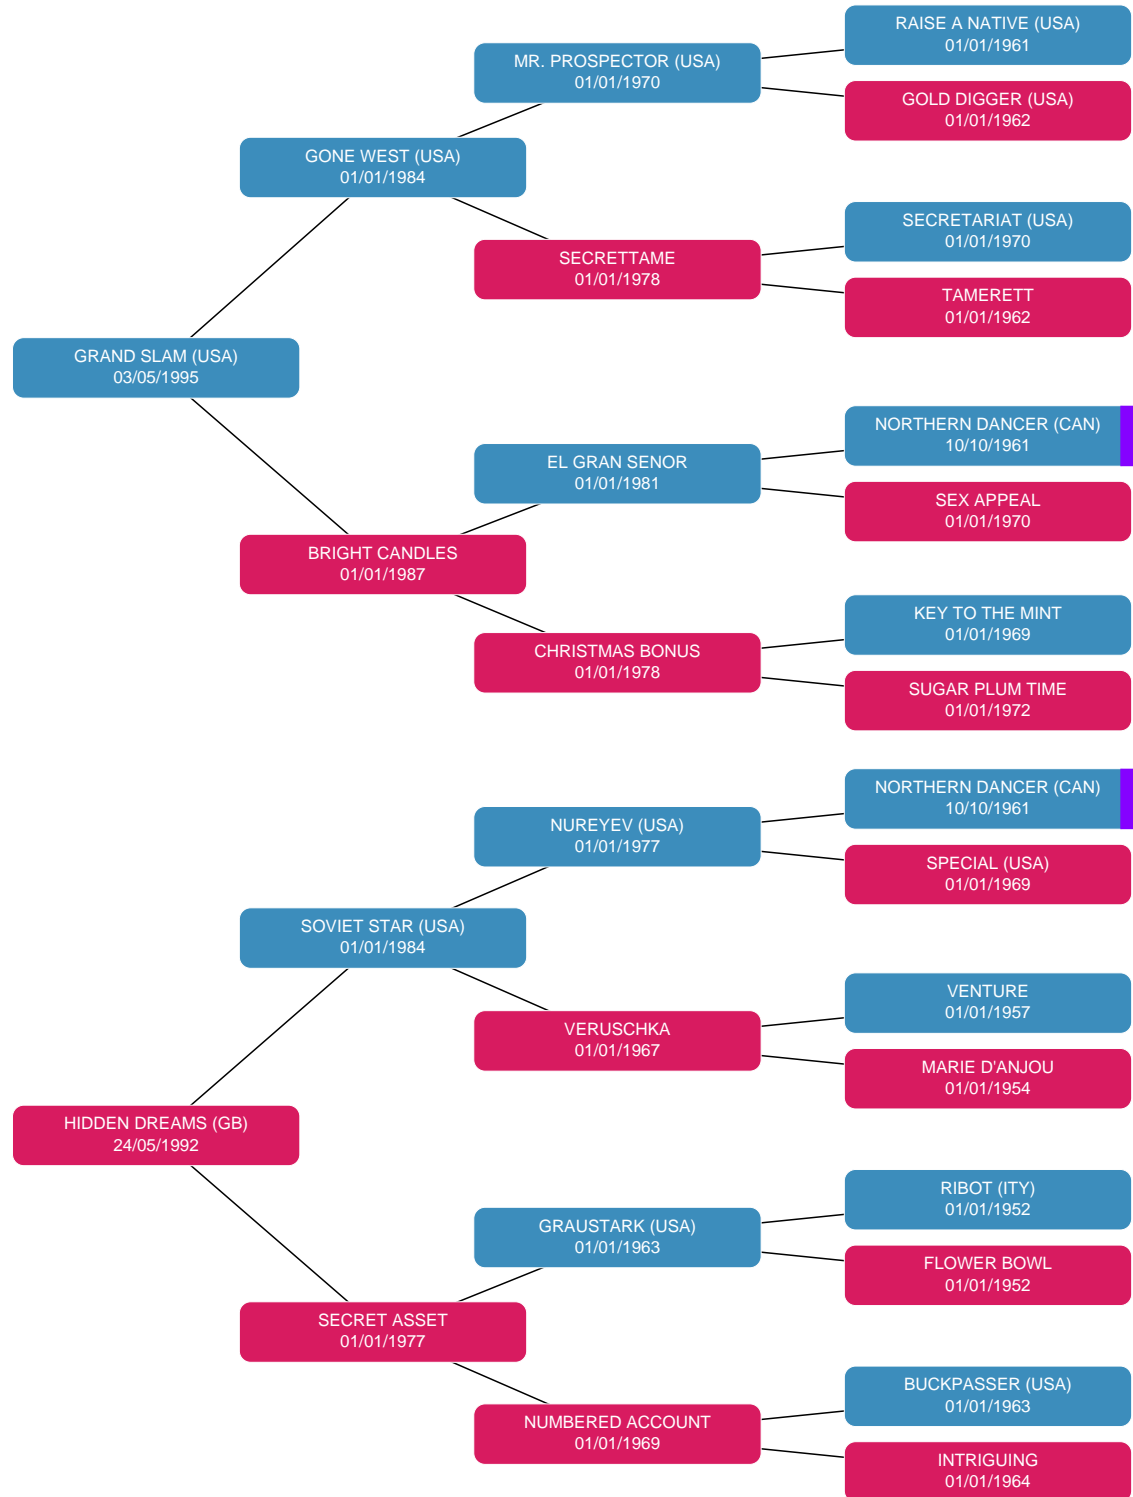 RAISE A NATIVE (USA)
01/01/1961
MR. PROSPECTOR (USA)
01/01/1970
GOLD DIGGER (USA)
01/01/1962
GONE WEST (USA)
01/01/1984
SECRETARIAT (USA)
01/01/1970
SECRETTAME
01/01/1978
TAMERETT
01/01/1962
GRAND SLAM (USA)
03/05/1995
NORTHERN DANCER (CAN)
10/10/1961
EL GRAN SENOR
01/01/1981
SEX APPEAL
01/01/1970
BRIGHT CANDLES
01/01/1987
KEY TO THE MINT
01/01/1969
CHRISTMAS BONUS
01/01/1978
SUGAR PLUM TIME
01/01/1972
NORTHERN DANCER (CAN)
10/10/1961
NUREYEV (USA)
01/01/1977
SPECIAL (USA)
01/01/1969
SOVIET STAR (USA)
01/01/1984
VENTURE
01/01/1957
VERUSCHKA
01/01/1967
MARIE D'ANJOU
01/01/1954
HIDDEN DREAMS (GB)
24/05/1992
RIBOT (ITY)
01/01/1952
GRAUSTARK (USA)
01/01/1963
FLOWER BOWL
01/01/1952
SECRET ASSET
01/01/1977
BUCKPASSER (USA)
01/01/1963
NUMBERED ACCOUNT
01/01/1969
INTRIGUING
01/01/1964